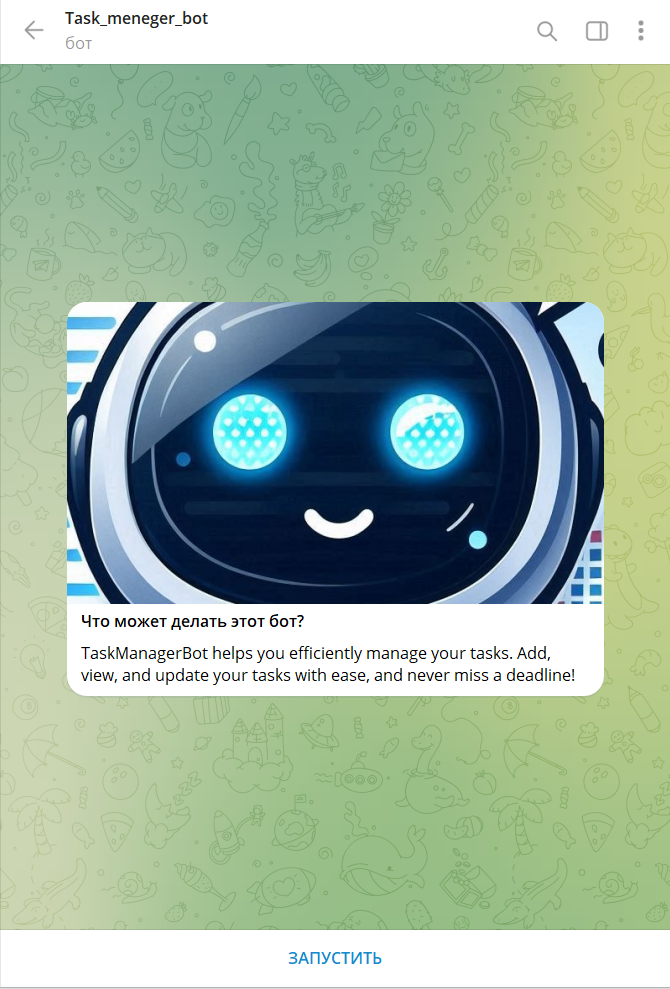 Task_meneger_bot
бот
Что может делать этот бот?
TaskManagerBot helps you efficiently manage your tasks. Add,
view, and update your tasks with ease, and never miss a deadline!
ЗАПУСТИТЬ